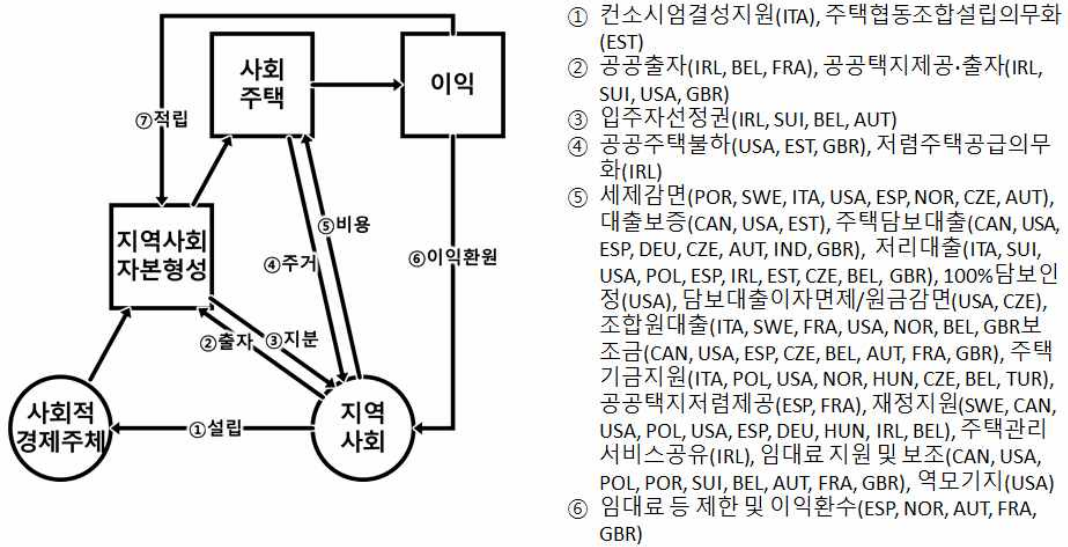 사회
주택
이익
⑦적립
지역사회
자본형성
⑤비용
④주거
⑥이익환원
②출자
③지분
사회적
경제주체
①설립
지역
사회
① 컨소시엄결성지원(ITA), 주택협동조합설립의무화
(EST)
② 공공출자(IRL, BEL, FRA), 공공택지제공·출자(IRL,
SUI, USA, GBR)
③ 입주자선정권(IRL, SUI, BEL, AUT)
④ 공공주택불하(USA, EST, GBR), 저렴주택공급의무
화(IRL)
⑤ 세제감면(POR, SWE, ITA, USA, ESP, NOR, CZE, AUT),
대출보증(CAN, USA, EST), 주택담보대출(CAN, USA,
ESP, DEU, CZE, AUT, IND, GBR), 저리대출(ITA, SUI,
USA, POL, ESP, IRL, EST, CZE, BEL, GBR), 100%담보인
정(USA), 담보대출이자면제/원금감면(USA, CZE),
조합원대출(ITA, SWE, FRA, USA, NOR, BEL, GBR보
조금(CAN, USA, ESP, CZE, BEL, AUT, FRA, GBR), 주택
기금지원(ITA, POL, USA, NOR, HUN, CZE, BEL, TUR),
공공택지저렴제공(ESP, FRA), 재정지원(SWE, CAN,
USA, POL, USA, ESP, DEU, HUN, IRL, BEL), 주택관리
서비스공유(IRL), 임대료 지원 및 보조(CAN, USA,
POL, POR, SUI, BEL, AUT, FRA, GBR), 역모기지(USA)
⑥ 임대료 등 제한 및 이익환수(ESP, NOR, AUT, FRA,
GBR)